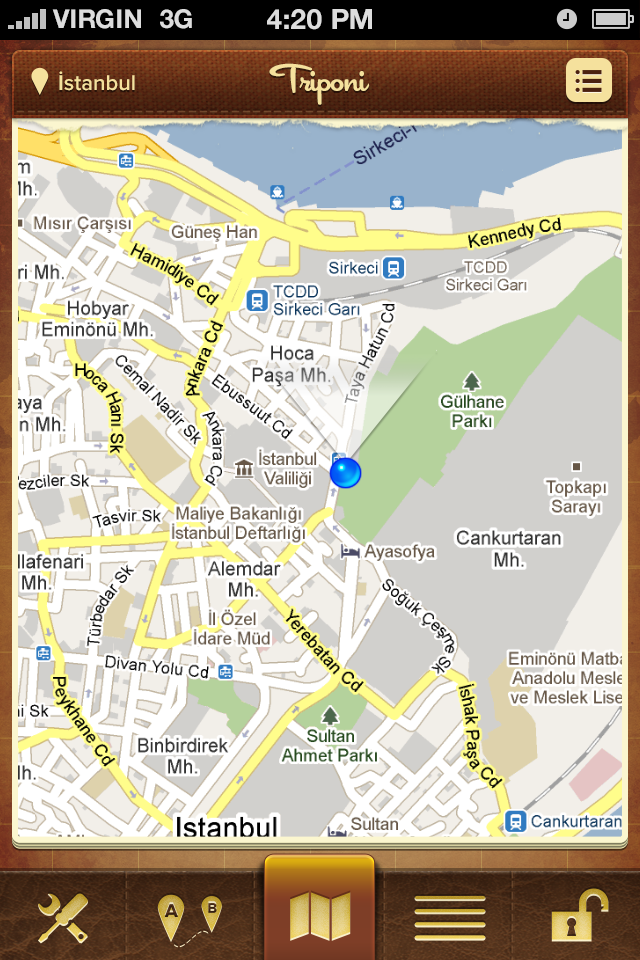 VIRGIN 3G 4:20 PM
İstanbul
Triponi
Sirkeci-
Mısır Çarşısı
Güneş Han
Kennedy Cd
Hamidiye Cd
Sirkeci
TCDD
Sirkeci Garı
TCDD
Sirkeci Garı
ri Mh.
Hobyar
Eminönü Mh.
Ankara Cd
Hoca
Paşa Mh.
Taya Hatun Cd
Hoca Hanı Sk
Cemal Nadir Sk
Ebussuut Cd
Gülhane
Parkı
aya
n Mh.
Ankara Cd
İstanbul
Valiliği
ezciler Sk
Topkapı
Sarayı
Tasvir Sk
Maliye Bakanlığı
İstanbul Deftarlığı
Cankurtaran
Mh.
Ayasofya
llafenari
Mh.
Alemdar
Mh.
Türbedar Sk
Soğuk Çeşme Sk
İl Özel
İdare Müd
Yerebatan Cd
Divan Yolu Cd
Eminönü Matba
Anadolu Mesle
ve Meslek Lise
Peykhane Cd
İshak Paşa Cd
ni Sk
Sultan
Ahmet Parkı
Binbirdirek
Mh.
lh.
Istanbul
Sultan
Cankurtaran
A B